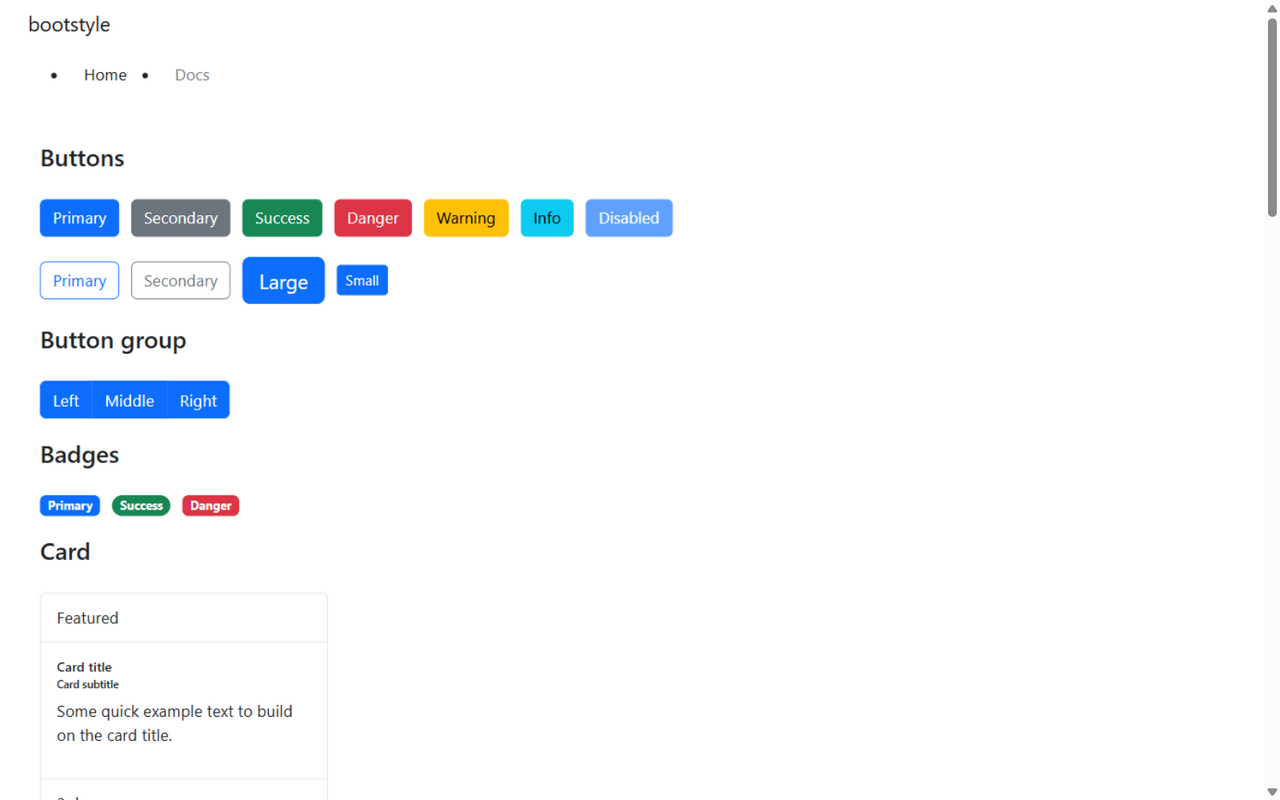 bootstyle
Home Docs
Buttons
Primary Secondary Success Danger Warning Info Disabled
Primary Secondary Large Small
Button group
Left Middle Right
Badges
Primary Success Danger
Card
Featured
Card title
Card subtitle
Some quick example text to build
on the card title.